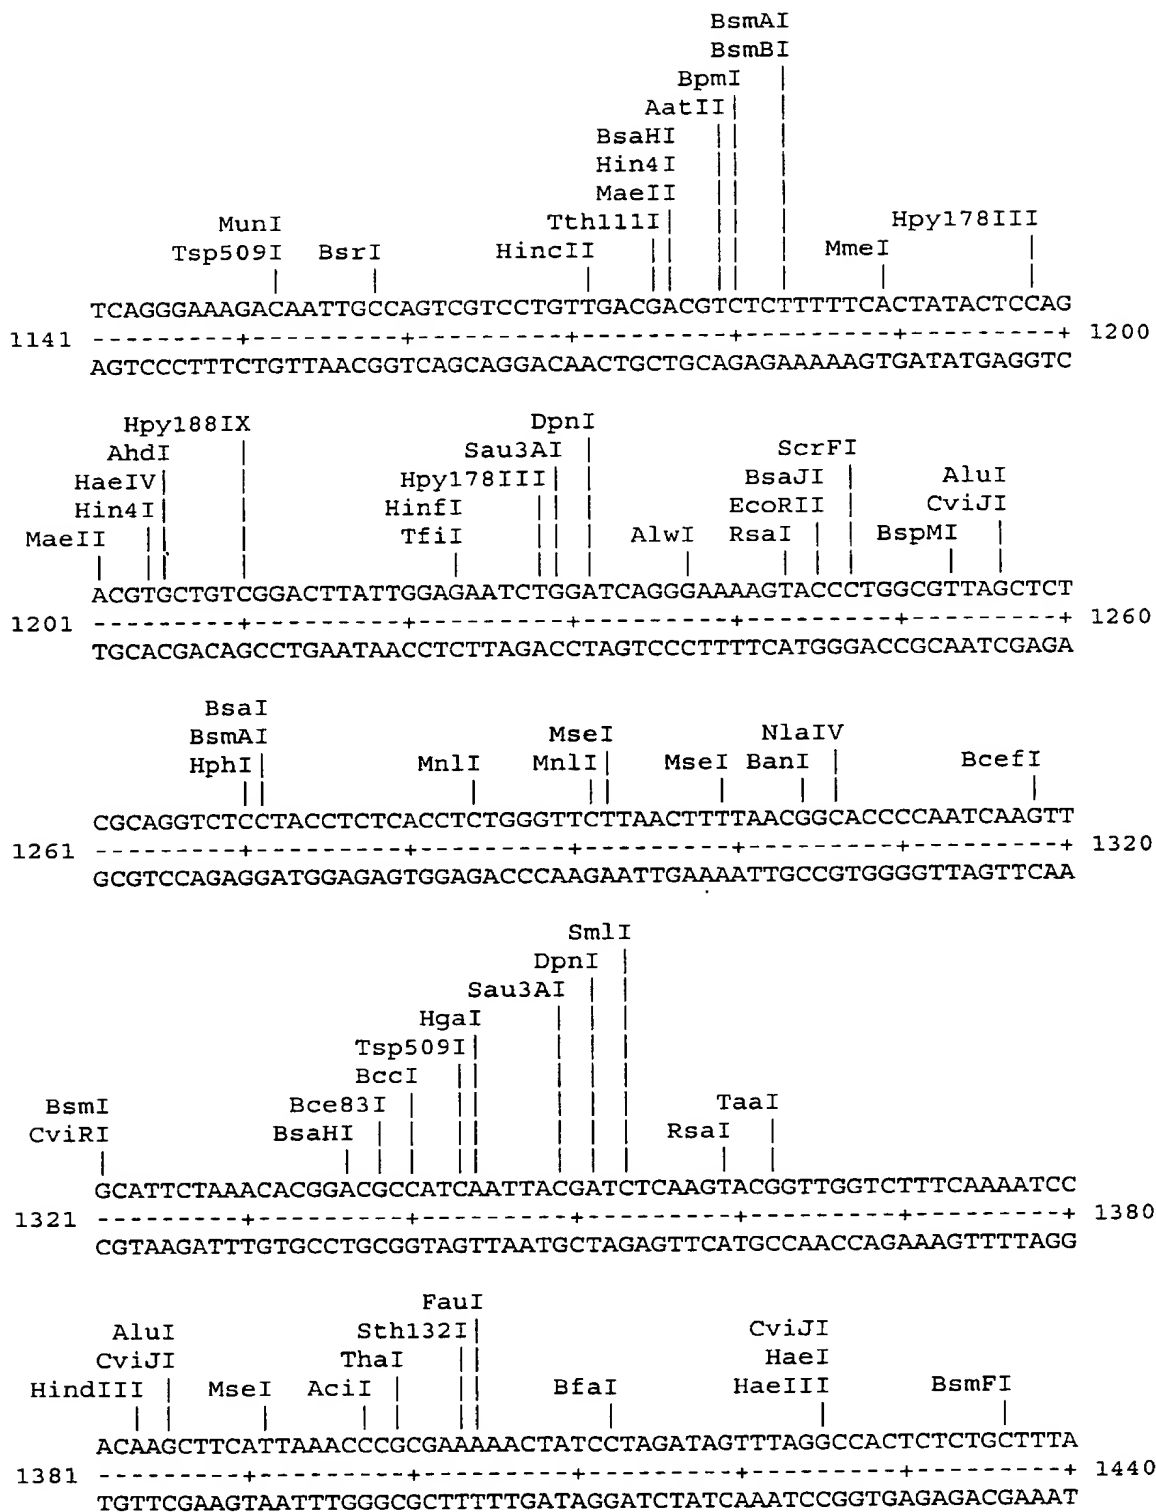 BsmAI
BsmBI
BpmI
AatII
BsaHI
Hin4I
MaeII
MunI Tth111I Hpy178III
Tsp509I BsrI HincII MmeI
TCAGGGAAAGACAATTGCCAGTCGTCCTGTTGACGACGTCTCTTTTTCACTATACTCCAG
1141 ---------+---------+---------+---------+---------+---------+ 1200
AGTCCCTTTCTGTTAACGGTCAGCAGGACAACTGCTGCAGAGAAAAAGTGATATGAGGTC
Hpy188IX DpnI
AhdI Sau3AI ScrFI
HaeIV Hpy178III BsaJI AluI
Hin4I HinfI EcoRII CviJI
MaeII TfiI AlwI RsaI BspMI
ACGTGCTGTCGGACTTATTGGAGAATCTGGATCAGGGAAAAGTACCCTGGCGTTAGCTCT
1201 ---------+---------+---------+---------+---------+---------+ 1260
TGCACGACAGCCTGAATAACCTCTTAGACCTAGTCCCTTTTCATGGGACCGCAATCGAGA
BsaI
BsmAI MseI NlaIV
HphI MnlI MnlI MseI BanI BcefI
CGCAGGTCTCCTACCTCTCACCTCTGGGTTCTTAACTTTTAACGGCACCCCAATCAAGTT
1261 ---------+---------+---------+---------+---------+---------+ 1320
GCGTCCAGAGGATGGAGAGTGGAGACCCAAGAATTGAAAATTGCCGTGGGGTTAGTTCAA
SmlI
DpnI
Sau3AI
HgaI
Tsp509I
BccI
BsmI Bce83I TaaI
CviRI BsaHI RsaI
GCATTCTAAACACGGACGCCATCAATTACGATCTCAAGTACGGTTGGTCTTTCAAAATCC
1321 ---------+---------+---------+---------+---------+---------+ 1380
CGTAAGATTTGTGCCTGCGGTAGTTAATGCTAGAGTTCATGCCAACCAGAAAGTTTTAGG
FauI
AluI Sth132I CviJI
CviJI ThaI HaeI
HindIII MseI AciI BfaI HaeIII BsmFI
ACAAGCTTCATTAAACCCGCGAAAAACTATCCTAGATAGTTTAGGCCACTCTCTGCTTTA
1381 ---------+---------+---------+---------+---------+---------+ 1440
TGTTCGAAGTAATTTGGGCGCTTTTTGATAGGATCTATCAAATCCGGTGAGAGACGAAAT